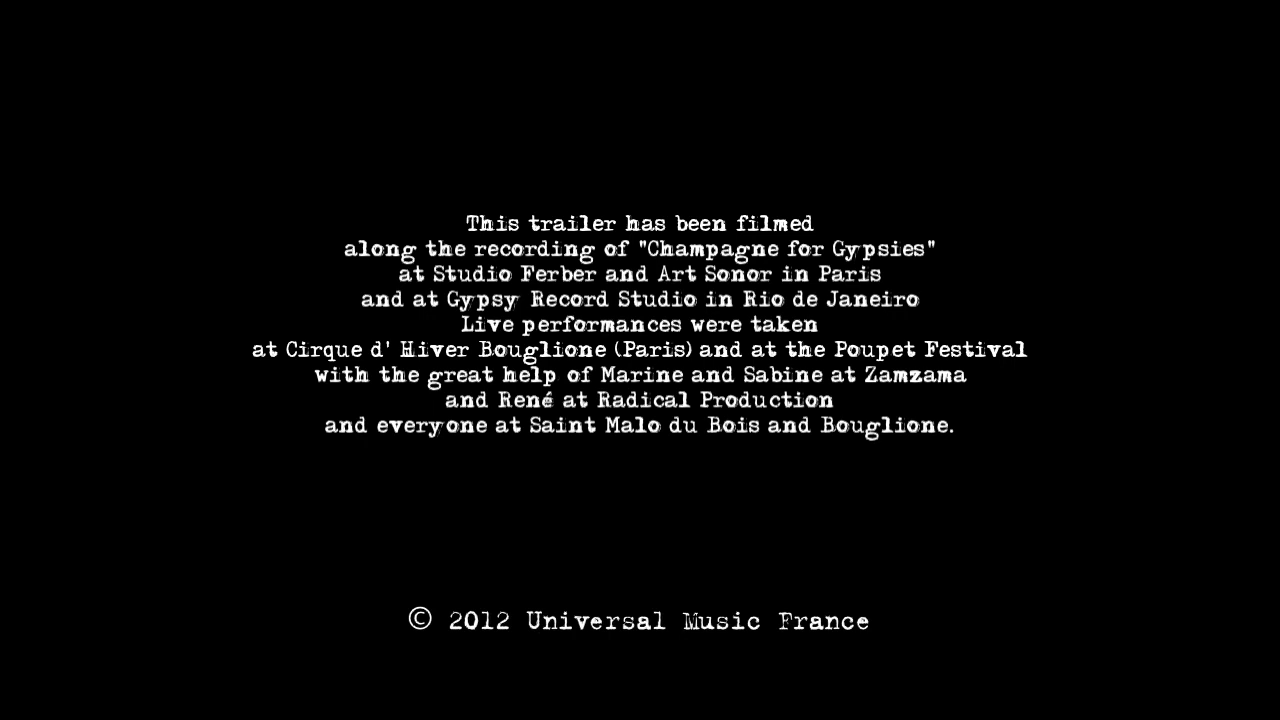 This trailer has been filmed
along the recording of "Champagne for Gypsies"
at Studio Ferber and Art Sonor in Paris
and at Gypsy Record Studio in Rio de Janeiro
Live performances were taken
at Cirque d' Hiver Bouglione (Paris) and at the Poupet Festival
with the great help of Marine and Sabine at Zamzama
and René at Radical Production
and everyone at Saint Malo du Bois and Bouglione.
© 2012 Universal Music France